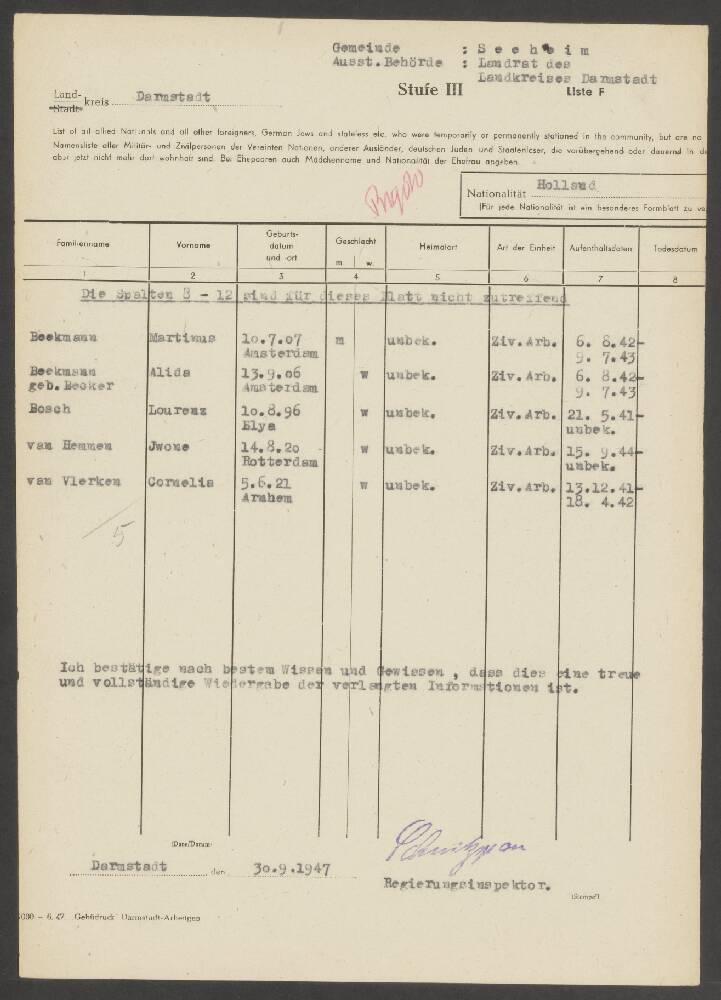 Gemeinde : S e e h e i m
Ausst.Behörde : Landrat des
Landkreises Darmstadt
Stufe III
Liste F
Land-
Stadt- kreis Darmstadt
List of all allied Nationals and all other foreigners, German Jews and stateless etc. who were temporarily or permanently stationed in the community, but are no
Namensliste aller Militär- und Zivilpersonen der Vereinten Nationen, anderer Ausländer, deutschen Juden und Staatenloser, die vorübergehend oder dauernd in de
aber jetzt nicht mehr dort wohnhaft sind. Bei Ehepaaren auch Mädchenname und Nationalität der Ehefrau angeben.
Nationalität Holland
(Für jede Nationalität ist ein besonderes Formblatt zu ve
Familienname Vorname Geburts-datum und -ort Geschlecht m. w. Heimatort Art der Einheit Aufenthaltsdaten Todesdatum
1 2 3 4 5 6 7 8
Die Spalten 8 - 12 sind für dieses Blatt nicht zutreffend
Beekmann Martinus 10.7.07 m unbek. Ziv.Arb. 6. 8.42-
Amsterdam 9. 7.43
Beekmann Alida 13.9.06 w unbek. Ziv.Arb. 6. 8.42-
geb.Becker Amsterdam 9. 7.43
Bosch Lourenz 10.8.96 w unbek. Ziv.Arb. 21. 5.41-
Elya unbek.
van Hemmen Jwone 14.8.20 w unbek. Ziv.Arb. 15. 9.44-
Rotterdam unbek.
van Vlerken Cornelia 5.6.21 w unbek. Ziv.Arb. 13.12.41-
Arnhem 18. 4.42
5
Ich bestätige nach bestem Wissen und Gewissen , dass dies eine treue
und vollständige Wiedergabe der verlangten Informationen ist.
(Date/Datum)
Darmstadt den 30.9.1947
Regierungsinspektor.
(Stempel)
6. 47 Gehfidruck Darmstadt-Arheilgen